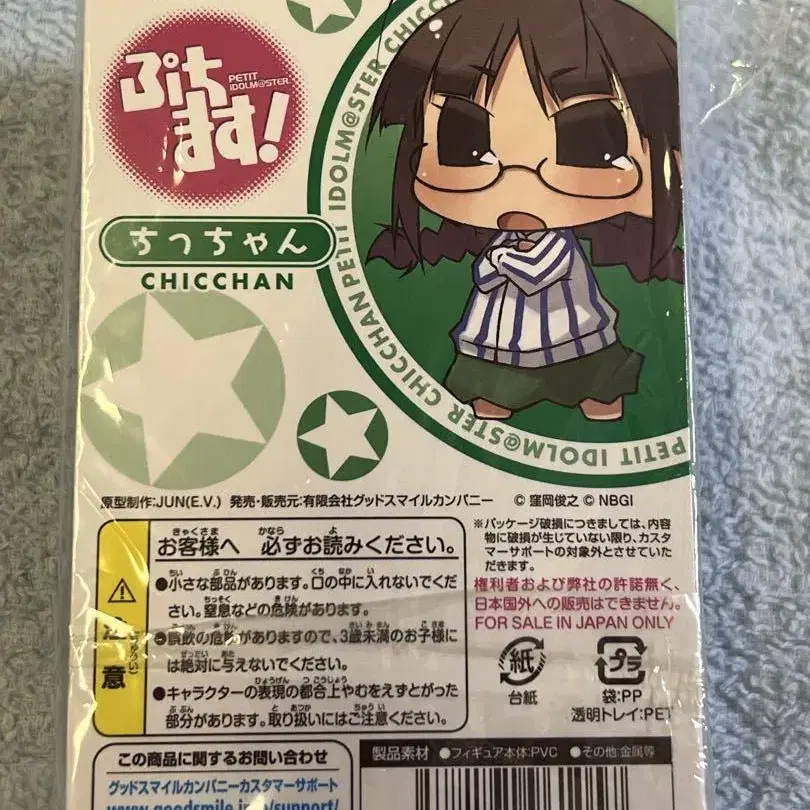 ぷち
ます!
PETIT
IDOLM@STER
ちっちゃん
CHICCHAN
PETIT IDOLM@STER CHICCHAN PETIT IDOLM@STER CHICC
原型制作:JUN(E.V.) 発売・販売元:有限会社グッドスマイルカンパニー © 窪岡俊之 © NBGI
注意
お客様へ 必ずお読みください。
●小さな部品があります。口の中に入れないでくだ
さい。窒息などの危険があります。
●誤飲の危険がありますので、3歳未満のお子様に
は絶対に与えないでください。
●キャラクターの表現の都合上やむをえずとがった
部分があります。取り扱いにはご注意ください。
※パッケージ破損につきましては、内容
物に破損が生じていない限り、カスタ
マーサポートの対象外とさせていた
だきます。
権利者および弊社の許諾無く、
日本国外への販売はできません。
FOR SALE IN JAPAN ONLY
紙
台紙
プラ
袋:PP
透明トレイ:PET
この商品に関するお問い合わせ
グッドスマイルカンパニーカスタマーサポート
www.goodsmile.jp/support/
製品素材 ●フィギュア本体:PVC ●その他:金属等